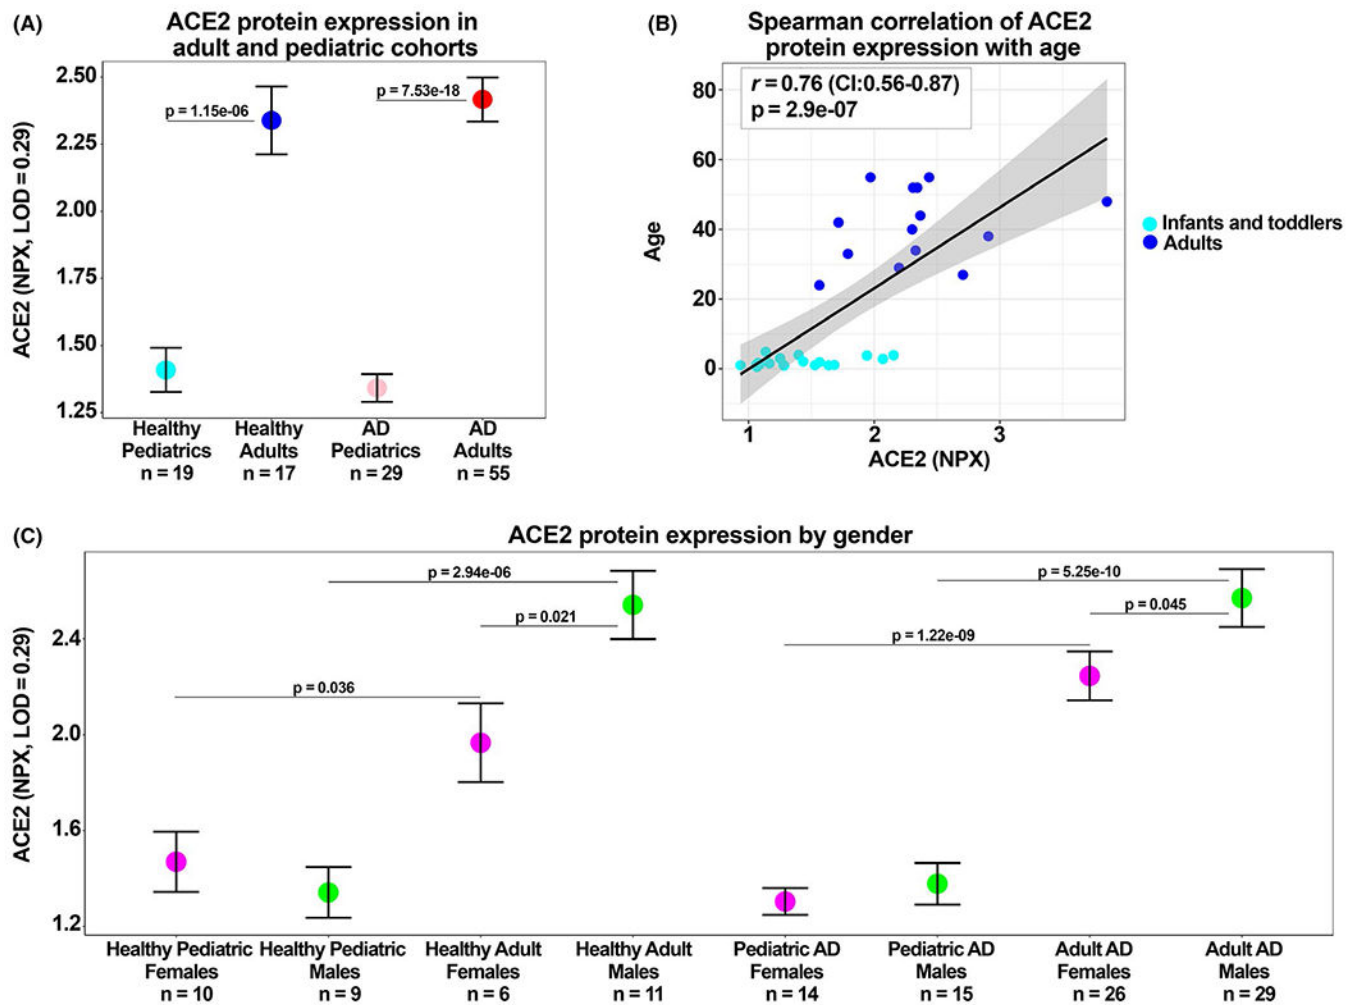 (A)
ACE2 protein expression in
adult and pediatric cohorts
ACE2 (NPX, LOD = 0.29)
2.50
2.25
2.00
1.75
1.50
1.25
p = 1.15e-06
p = 7.53e-18
Healthy
Pediatrics
n = 19
Healthy
Adults
n = 17
AD
Pediatrics
n = 29
AD
Adults
n = 55
(B)
Spearman correlation of ACE2
protein expression with age
r = 0.76 (CI:0.56-0.87)
p = 2.9e-07
Age
80
60
40
20
0
1
2
3
ACE2 (NPX)
Infants and toddlers
Adults
(C)
ACE2 protein expression by gender
ACE2 (NPX, LOD = 0.29)
2.4
2.0
1.6
1.2
p = 2.94e-06
p = 0.021
p = 0.036
p = 5.25e-10
p = 0.045
p = 1.22e-09
Healthy Pediatric
Females
n = 10
Healthy Pediatric
Males
n = 9
Healthy Adult
Females
n = 6
Healthy Adult
Males
n = 11
Pediatric AD
Females
n = 14
Pediatric AD
Males
n = 15
Adult AD
Females
n = 26
Adult AD
Males
n = 29